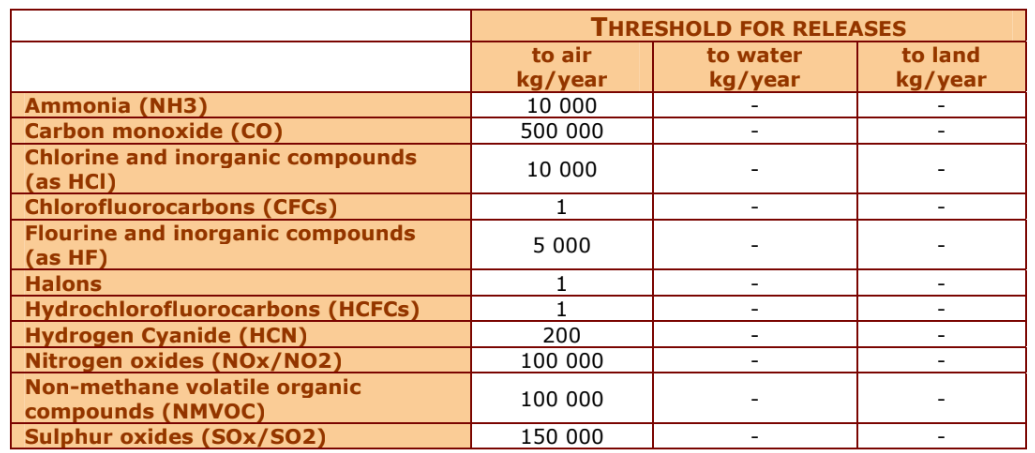 THRESHOLD FOR RELEASES
to air to water to land
kg/year kg/year kg/year
Ammonia (NH3) 10 000 - -
Carbon monoxide (CO) 500 000 - -
Chlorine and inorganic compounds
(as HCl) 10 000 - -
Chlorofluorocarbons (CFCs) 1 - -
Flourine and inorganic compounds
(as HF) 5 000 - -
Halons 1 - -
Hydrochlorofluorocarbons (HCFCs) 1 - -
Hydrogen Cyanide (HCN) 200 - -
Nitrogen oxides (NOx/NO2) 100 000 - -
Non-methane volatile organic
compounds (NMVOC) 100 000 - -
Sulphur oxides (SOx/SO2) 150 000 - -